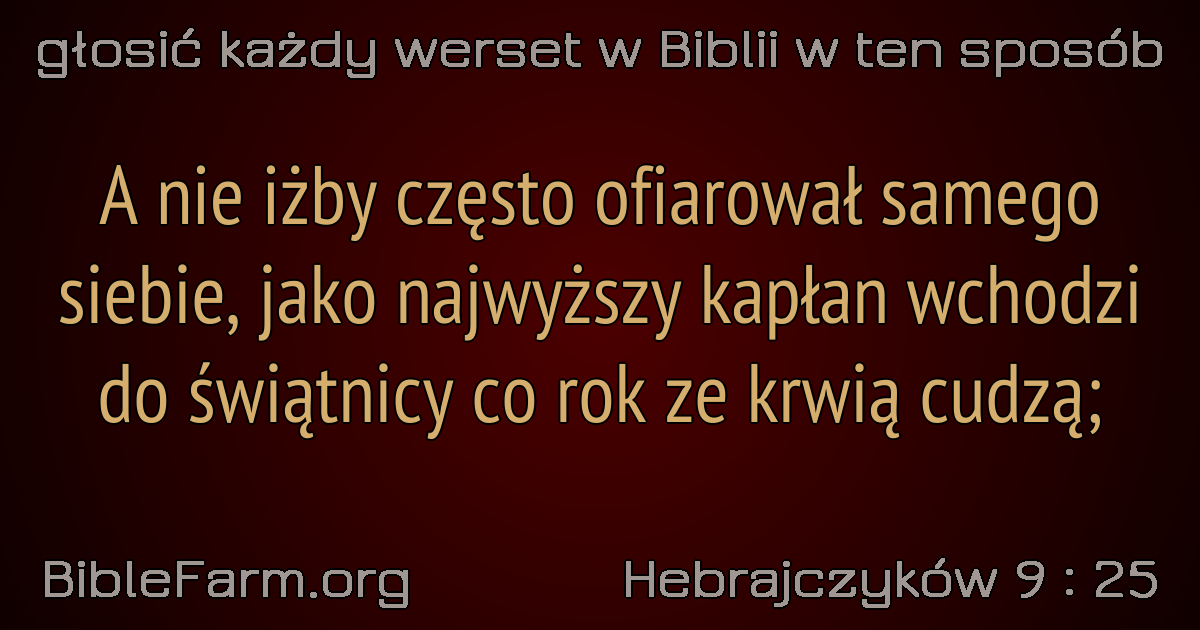 głosić każdy werset w Biblii w ten sposób
A nie iżby często ofiarował samego
siebie, jako najwyższy kapłan wchodzi
do świątnicy co rok ze krwią cudzą;
BibleFarm.org
Hebrajczyków 9 : 25